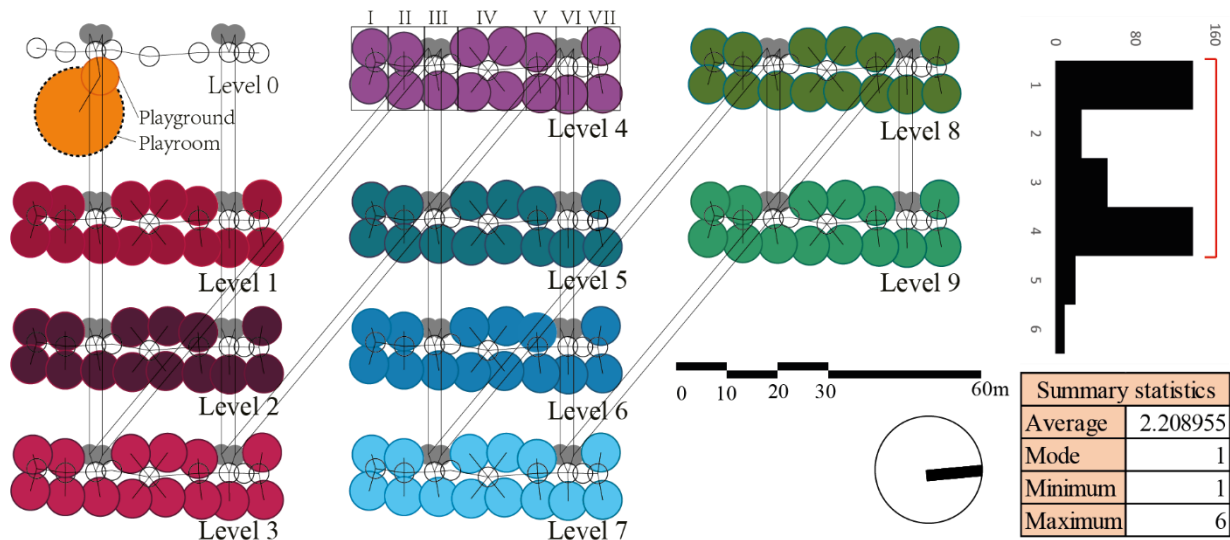 I II III IV V VI VII
Level 0
Playground
Playroom
Level 1
Level 2
Level 3
Level 4
Level 5
Level 6
Level 7
Level 8
Level 9
0 10 20 30 60m
0 80 160
1
2
3
4
5
6
Summary statistics
Average 2.208955
Mode 1
Minimum 1
Maximum 6